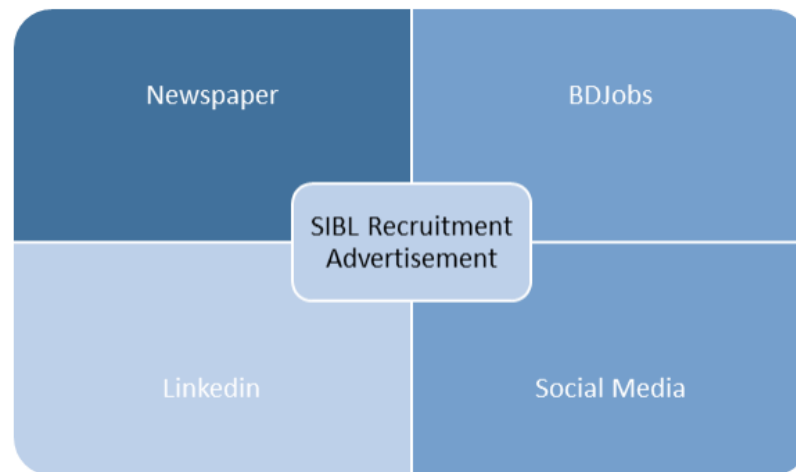 Newspaper
BDJobs
SIBL Recruitment
Advertisement
Linkedin
Social Media